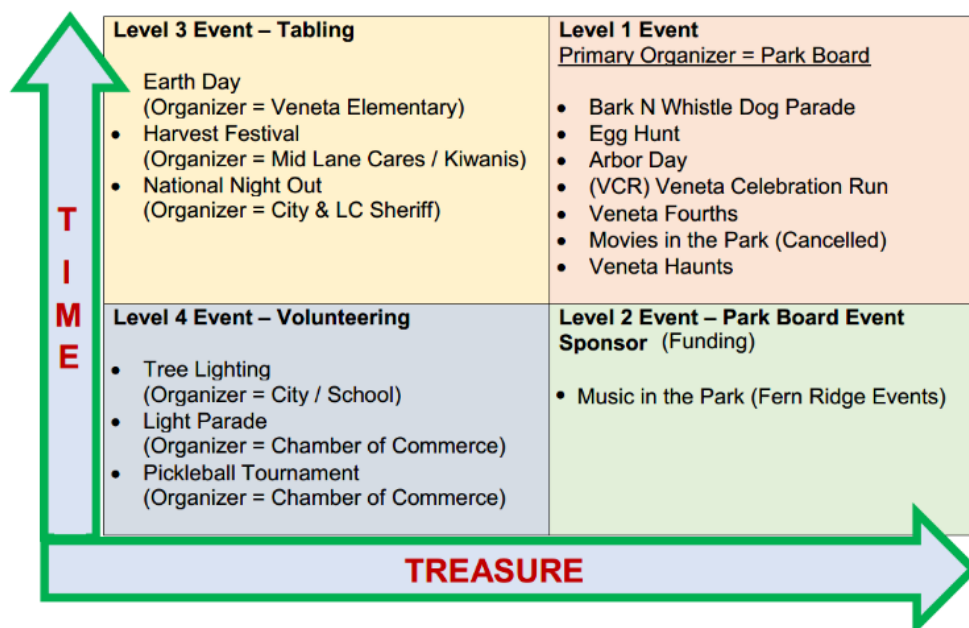 Level 3 Event – Tabling
Earth Day
(Organizer = Veneta Elementary)
• Harvest Festival
(Organizer = Mid Lane Cares / Kiwanis)
• National Night Out
(Organizer = City & LC Sheriff)
Level 1 Event
Primary Organizer = Park Board
• Bark N Whistle Dog Parade
• Egg Hunt
• Arbor Day
• (VCR) Veneta Celebration Run
• Veneta Fourths
• Movies in the Park (Cancelled)
• Veneta Haunts
TIME
Level 4 Event – Volunteering
• Tree Lighting
(Organizer = City / School)
• Light Parade
(Organizer = Chamber of Commerce)
• Pickleball Tournament
(Organizer = Chamber of Commerce)
Level 2 Event – Park Board Event
Sponsor (Funding)
• Music in the Park (Fern Ridge Events)
TREASURE